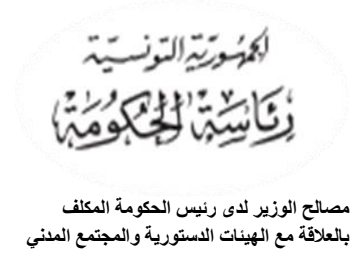 الجمهورية التونسية
رئاسة الحكومة
مصالح الوزير لدى رئيس الحكومة المكلف
بالعلاقة مع الهيئات الدستورية والمجتمع المدني